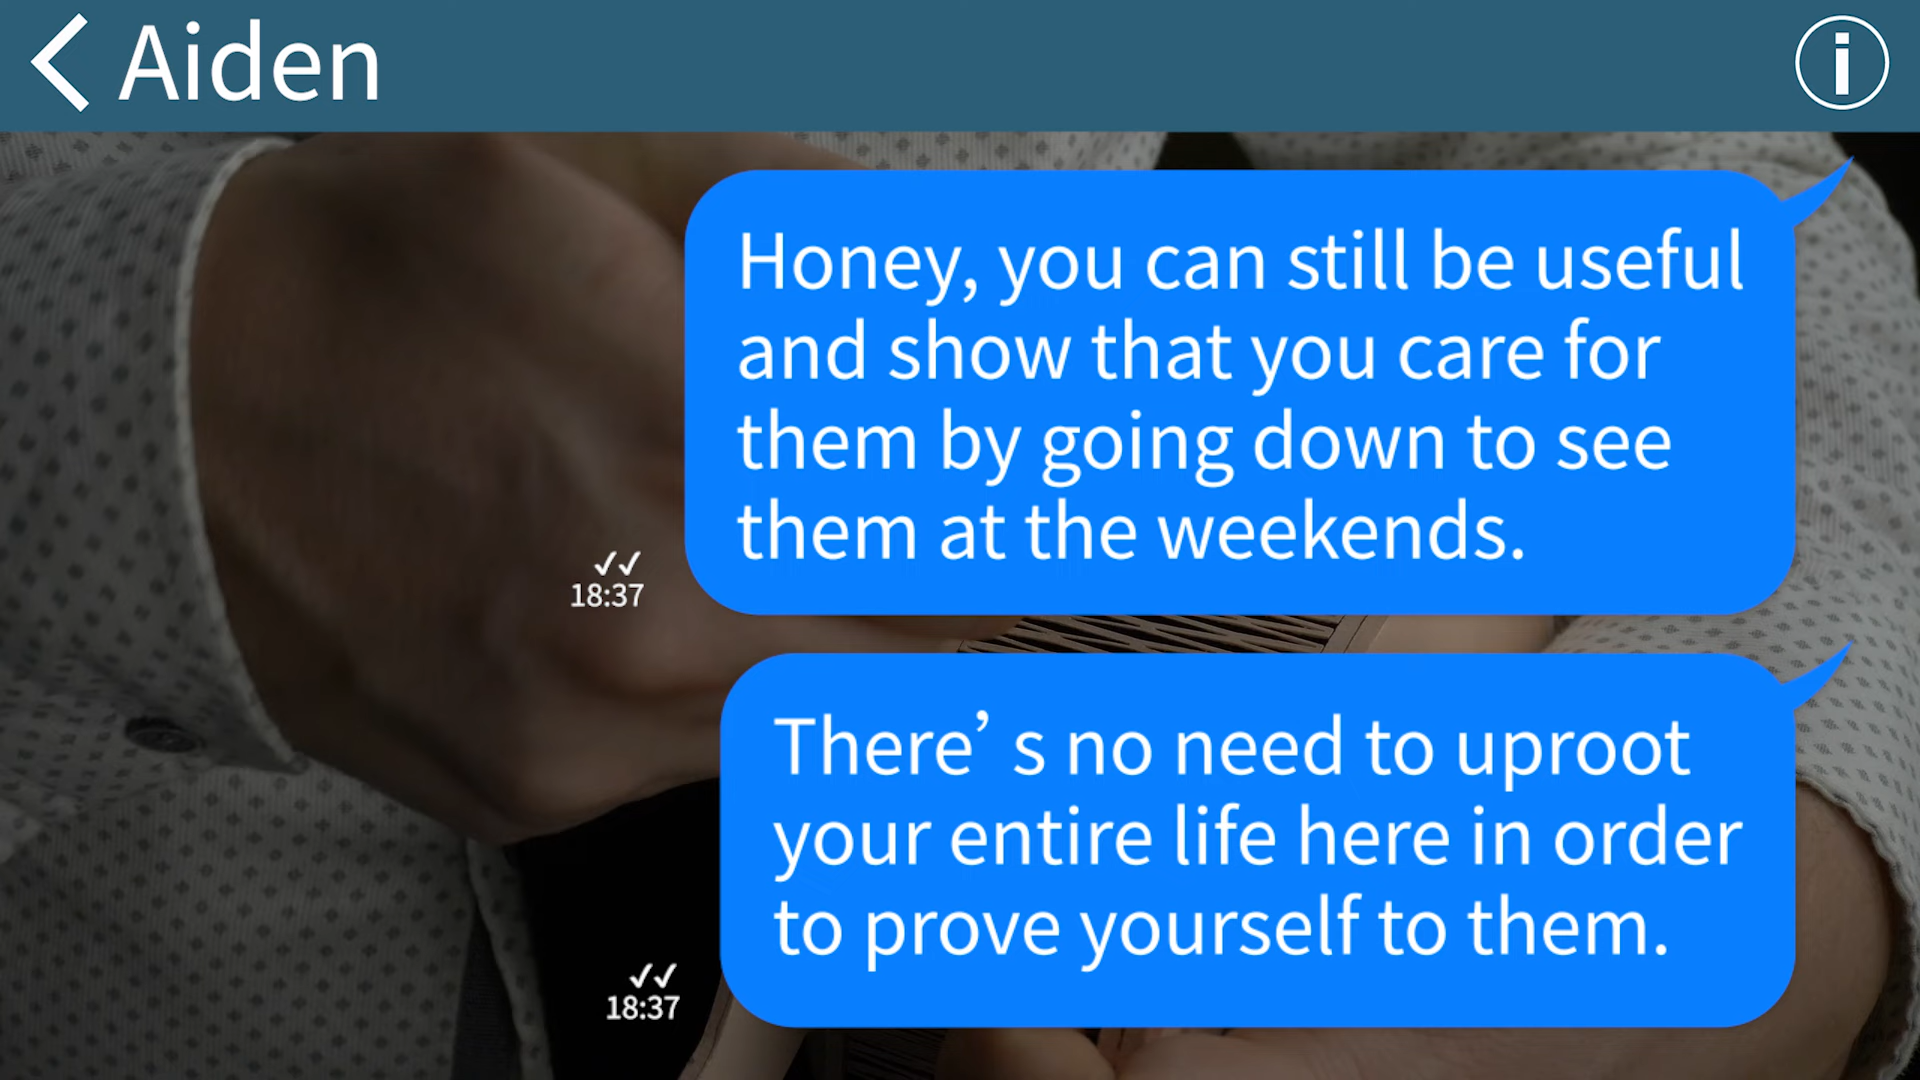 Aiden
Honey, you can still be useful
and show that you care for
them by going down to see
them at the weekends.
18:37
There’s no need to uproot
your entire life here in order
to prove yourself to them.
18:37